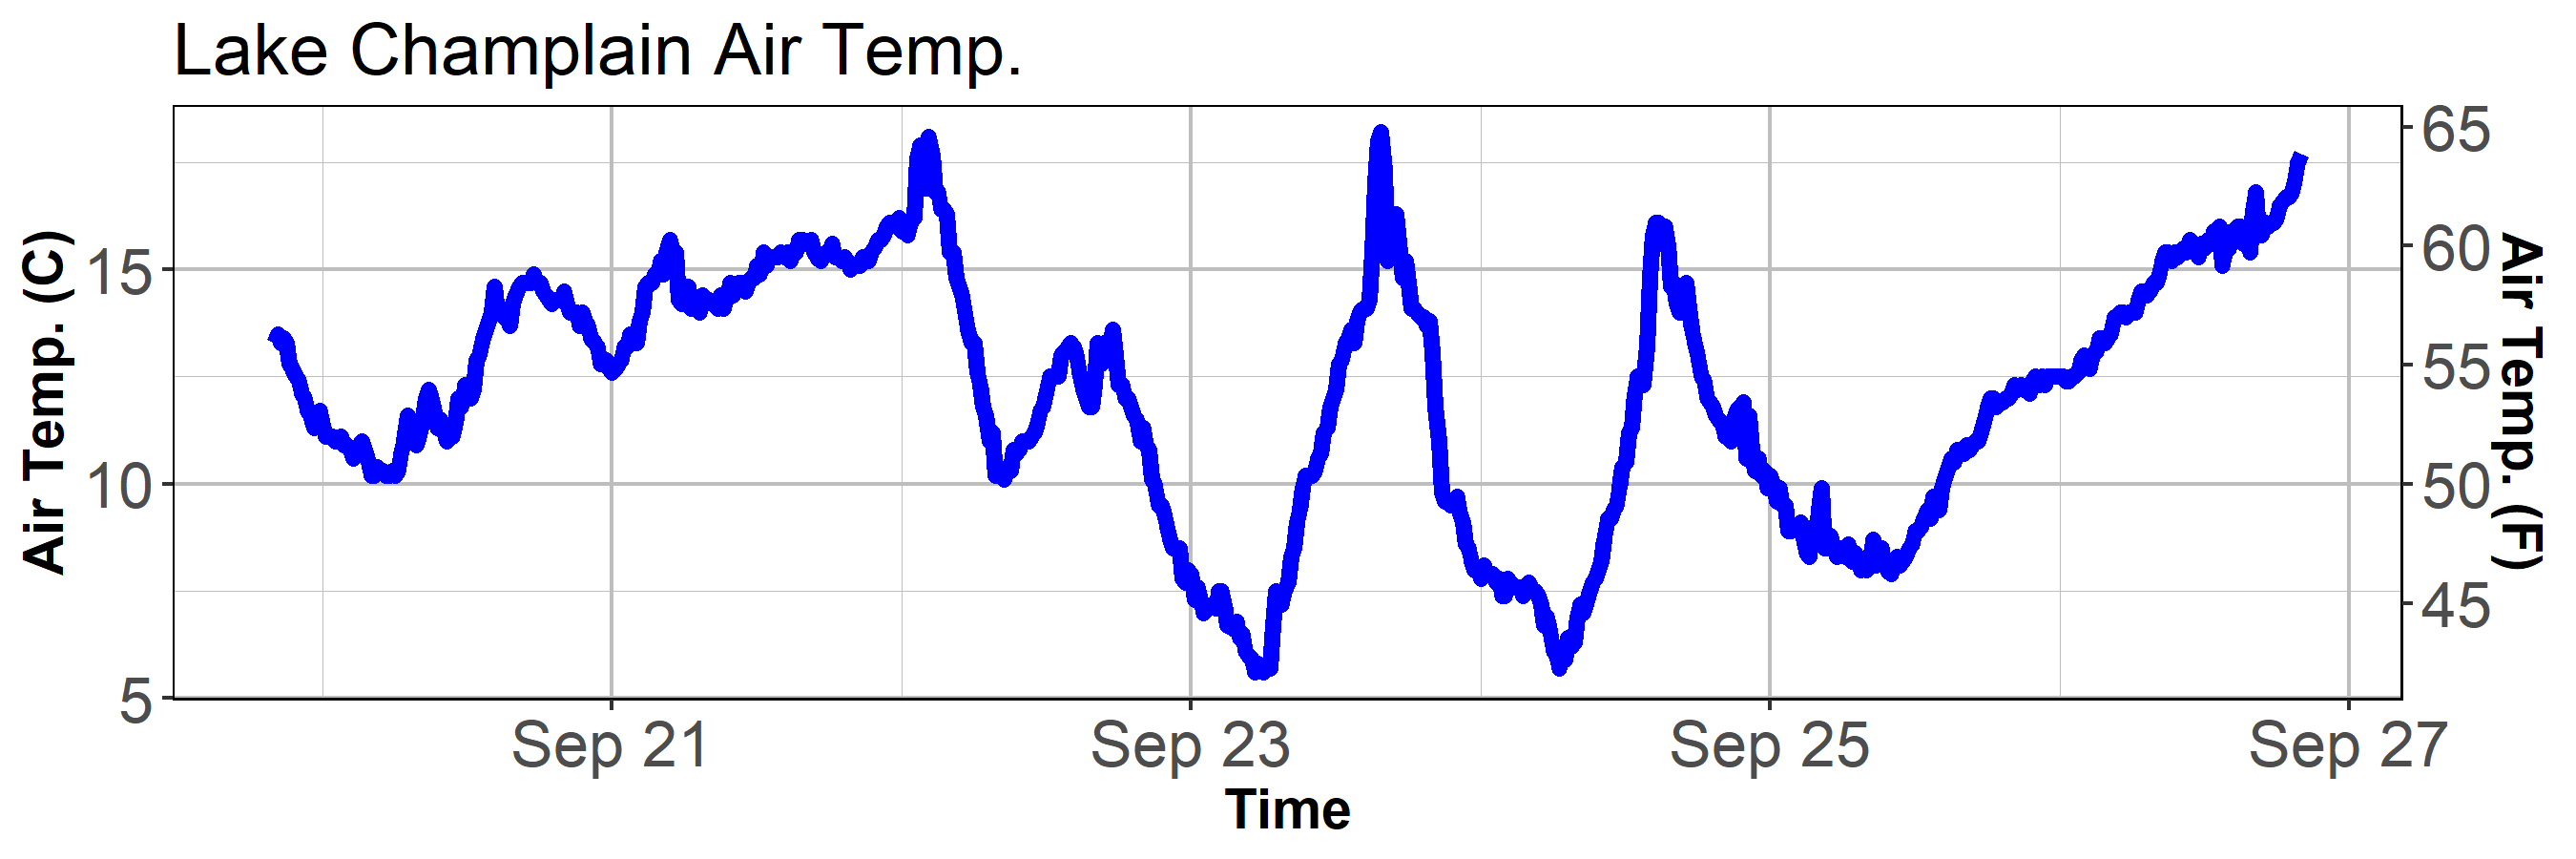 Lake Champlain Air Temp.
Air Temp. (C)
15
10
5
65
60
55
50
45
Air Temp. (F)
Sep 21
Sep 23
Sep 25
Sep 27
Time